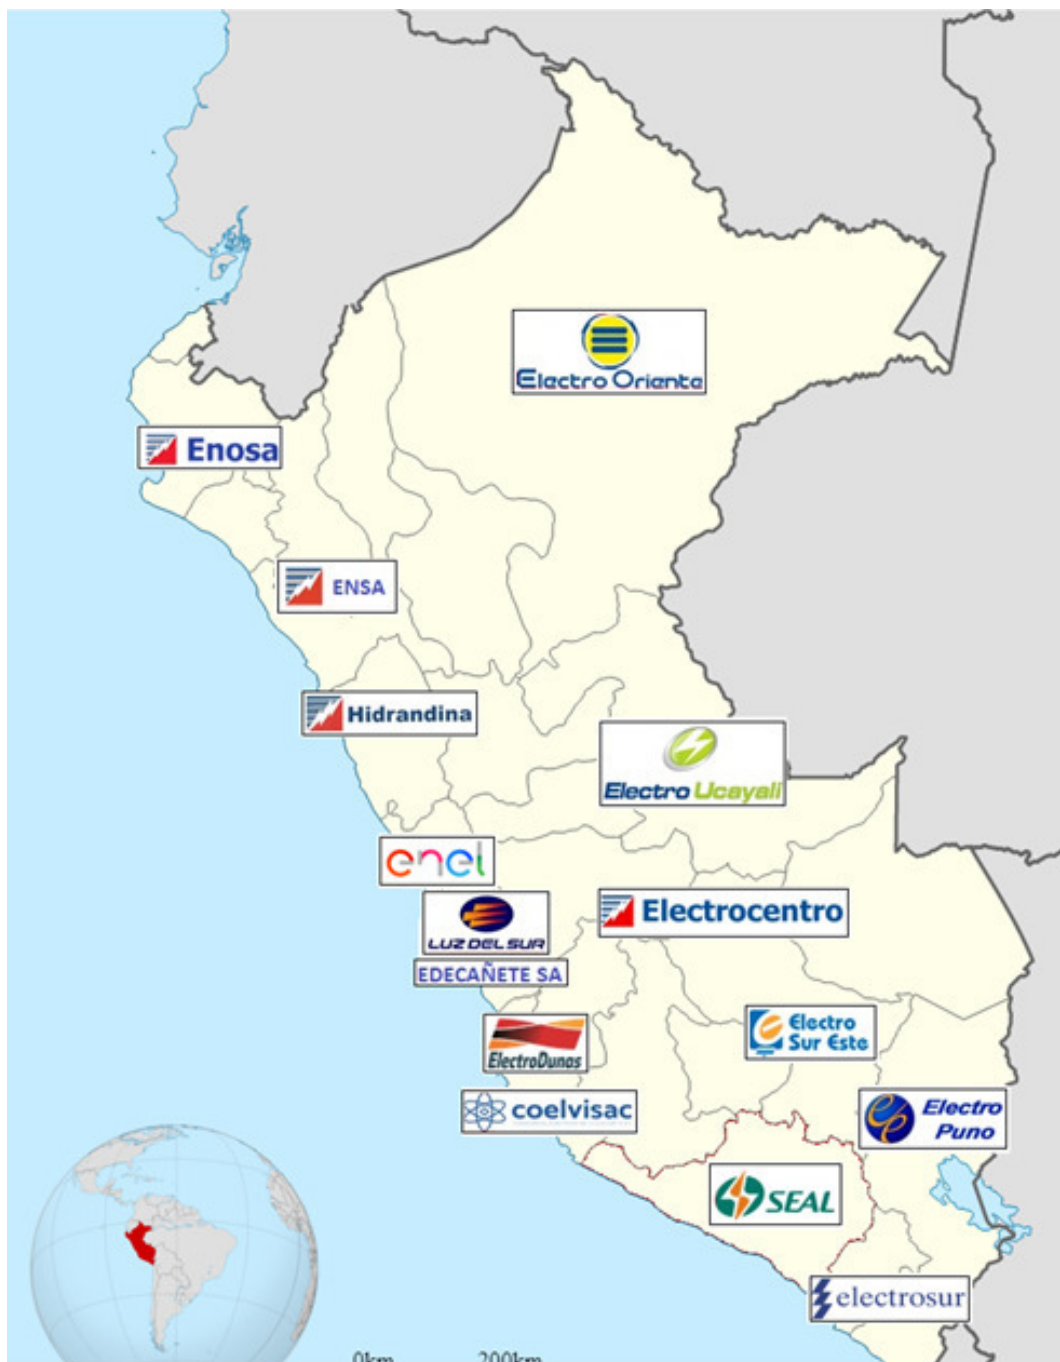 Electro Oriente
Enosa
ENSA
Hidrandina
Electro Ucayali
enel
Electrocentro
LUZ DEL SUR
EDECAÑETE SA
ElectroDunas
Electro
Sur Este
coelvisac
Electro
Puno
SEAL
electrosur
0km 200km